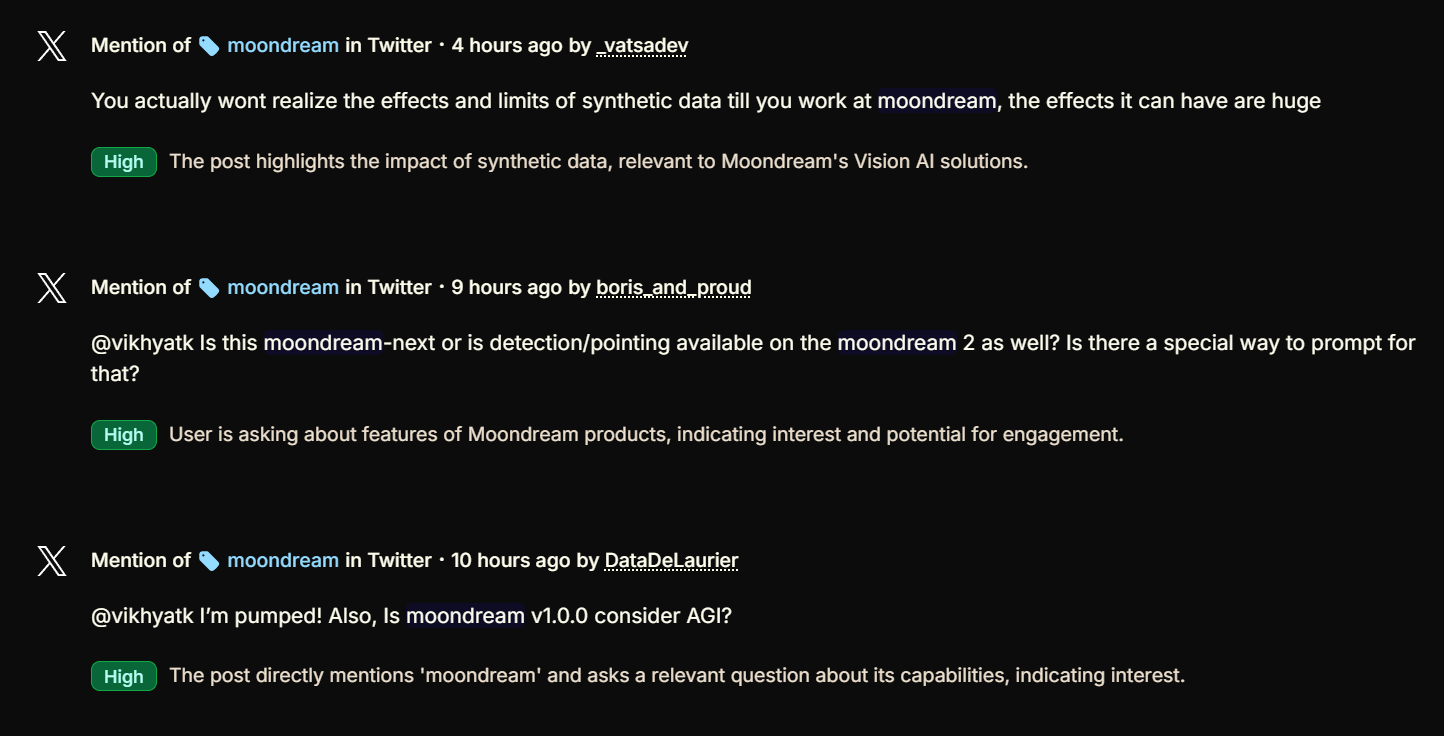 Mention of moondream in Twitter · 4 hours ago by _vatsadev
You actually wont realize the effects and limits of synthetic data till you work at moondream, the effects it can have are huge
High The post highlights the impact of synthetic data, relevant to Moondream's Vision AI solutions.
Mention of moondream in Twitter · 9 hours ago by boris_and_proud
@vikhyatk Is this moondream-next or is detection/pointing available on the moondream 2 as well? Is there a special way to prompt for
that?
High User is asking about features of Moondream products, indicating interest and potential for engagement.
Mention of moondream in Twitter · 10 hours ago by DataDeLaurier
@vikhyatk I’m pumped! Also, Is moondream v1.0.0 consider AGI?
High The post directly mentions 'moondream' and asks a relevant question about its capabilities, indicating interest.